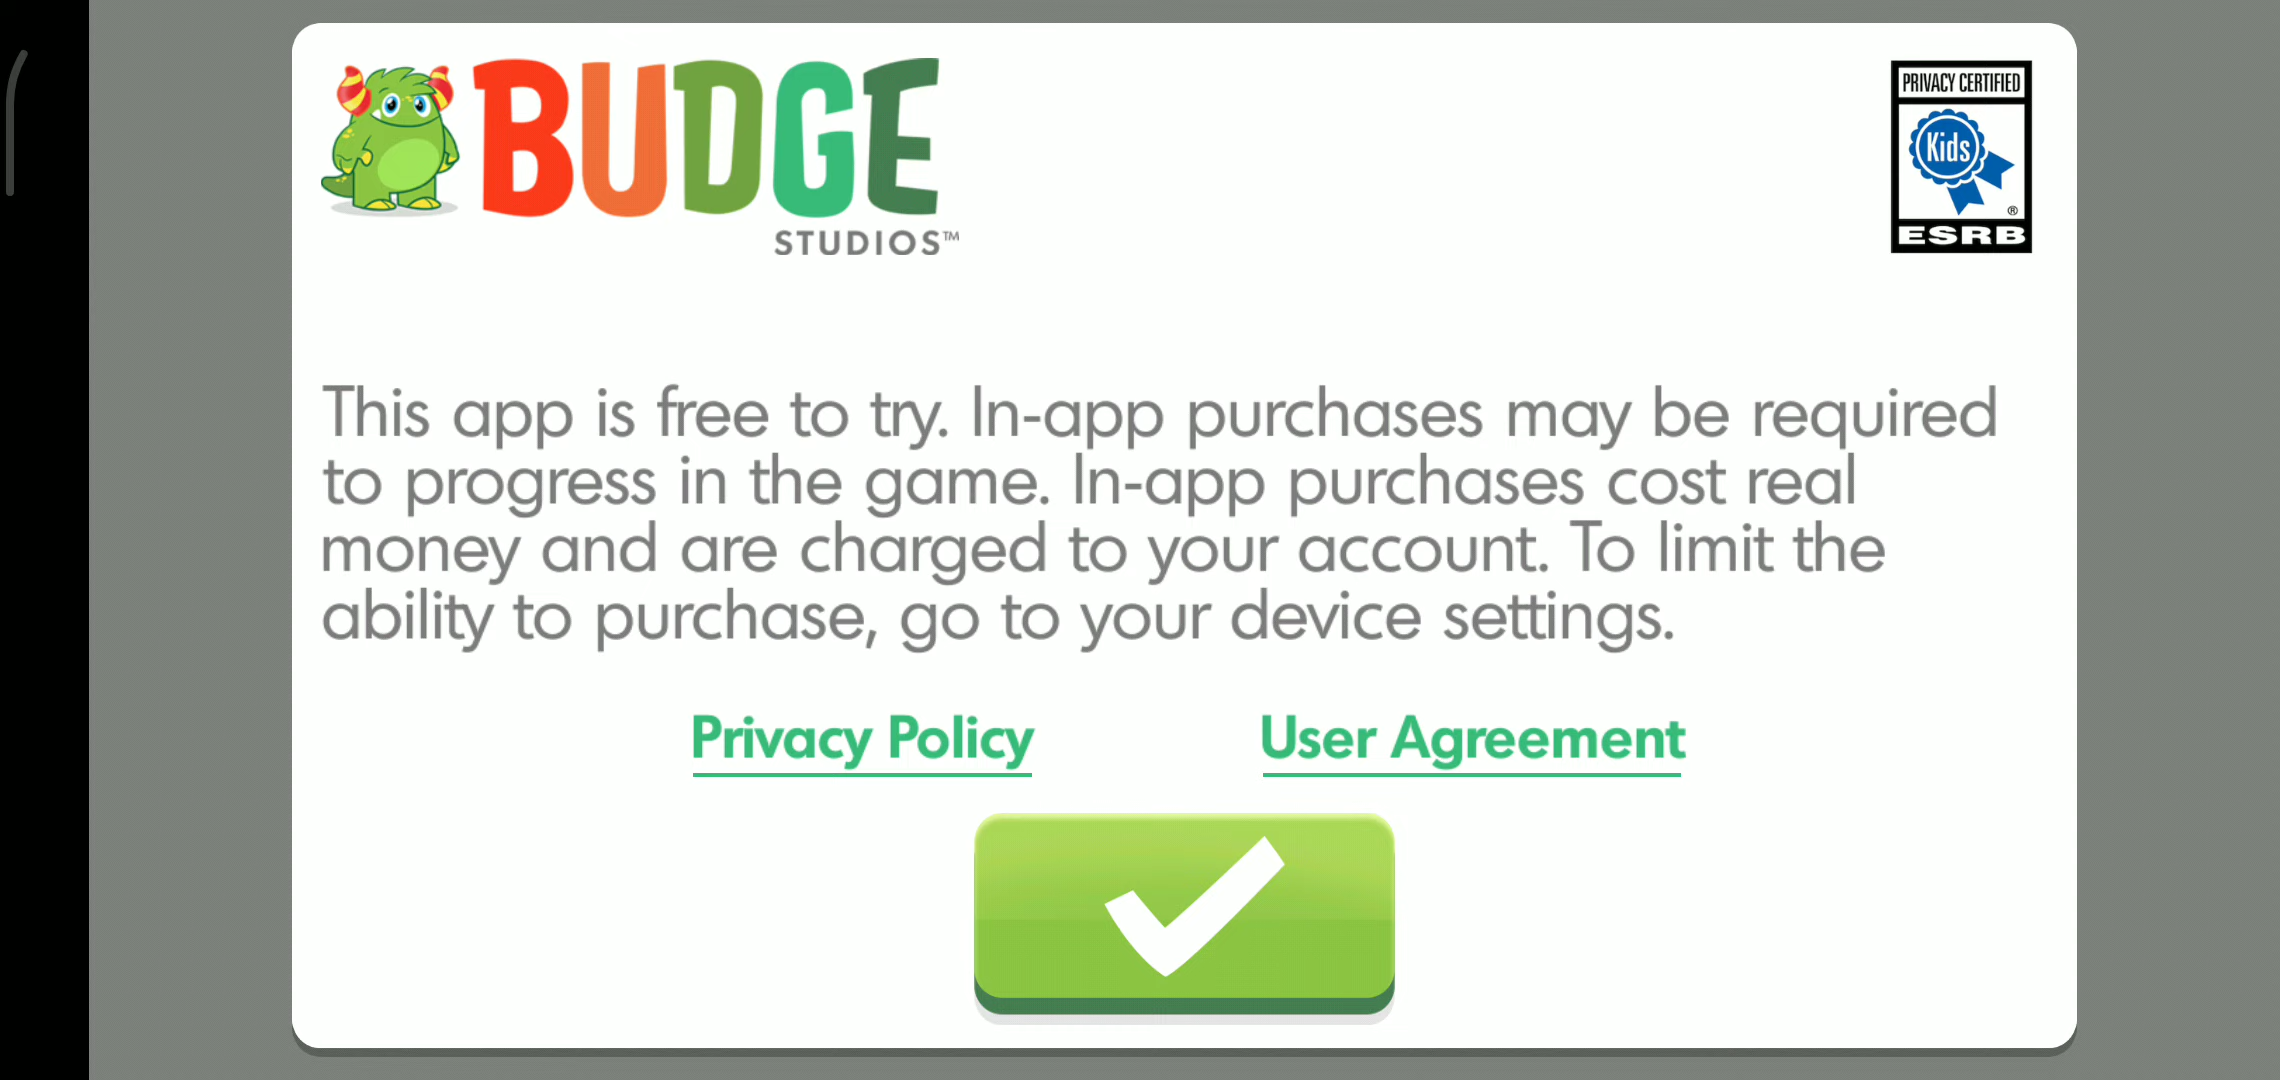 BUDGE
STUDIOS™
PRIVACY CERTIFIED
Kids
®
ESRB
This app is free to try. In-app purchases may be required
to progress in the game. In-app purchases cost real
money and are charged to your account. To limit the
ability to purchase, go to your device settings.
Privacy Policy
User Agreement